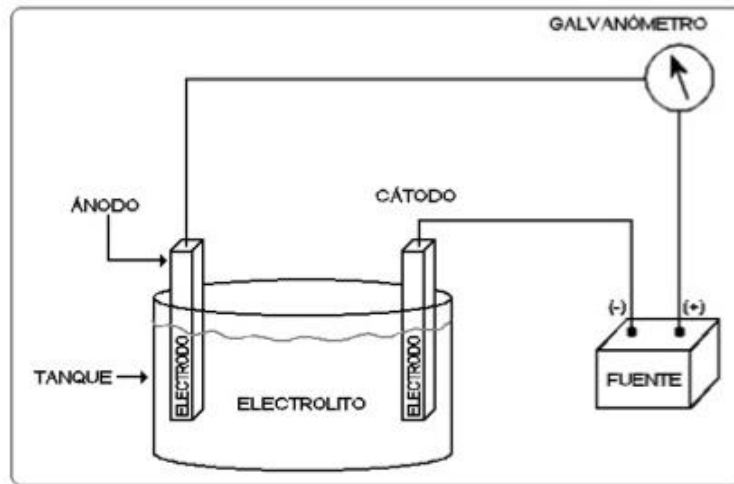 GALVANÓMETRO
ÁNODO
CÁTODO
(-)
(+)
TANQUE
ELECTRODO
ELECTROLITO
ELECTRODO
FUENTE